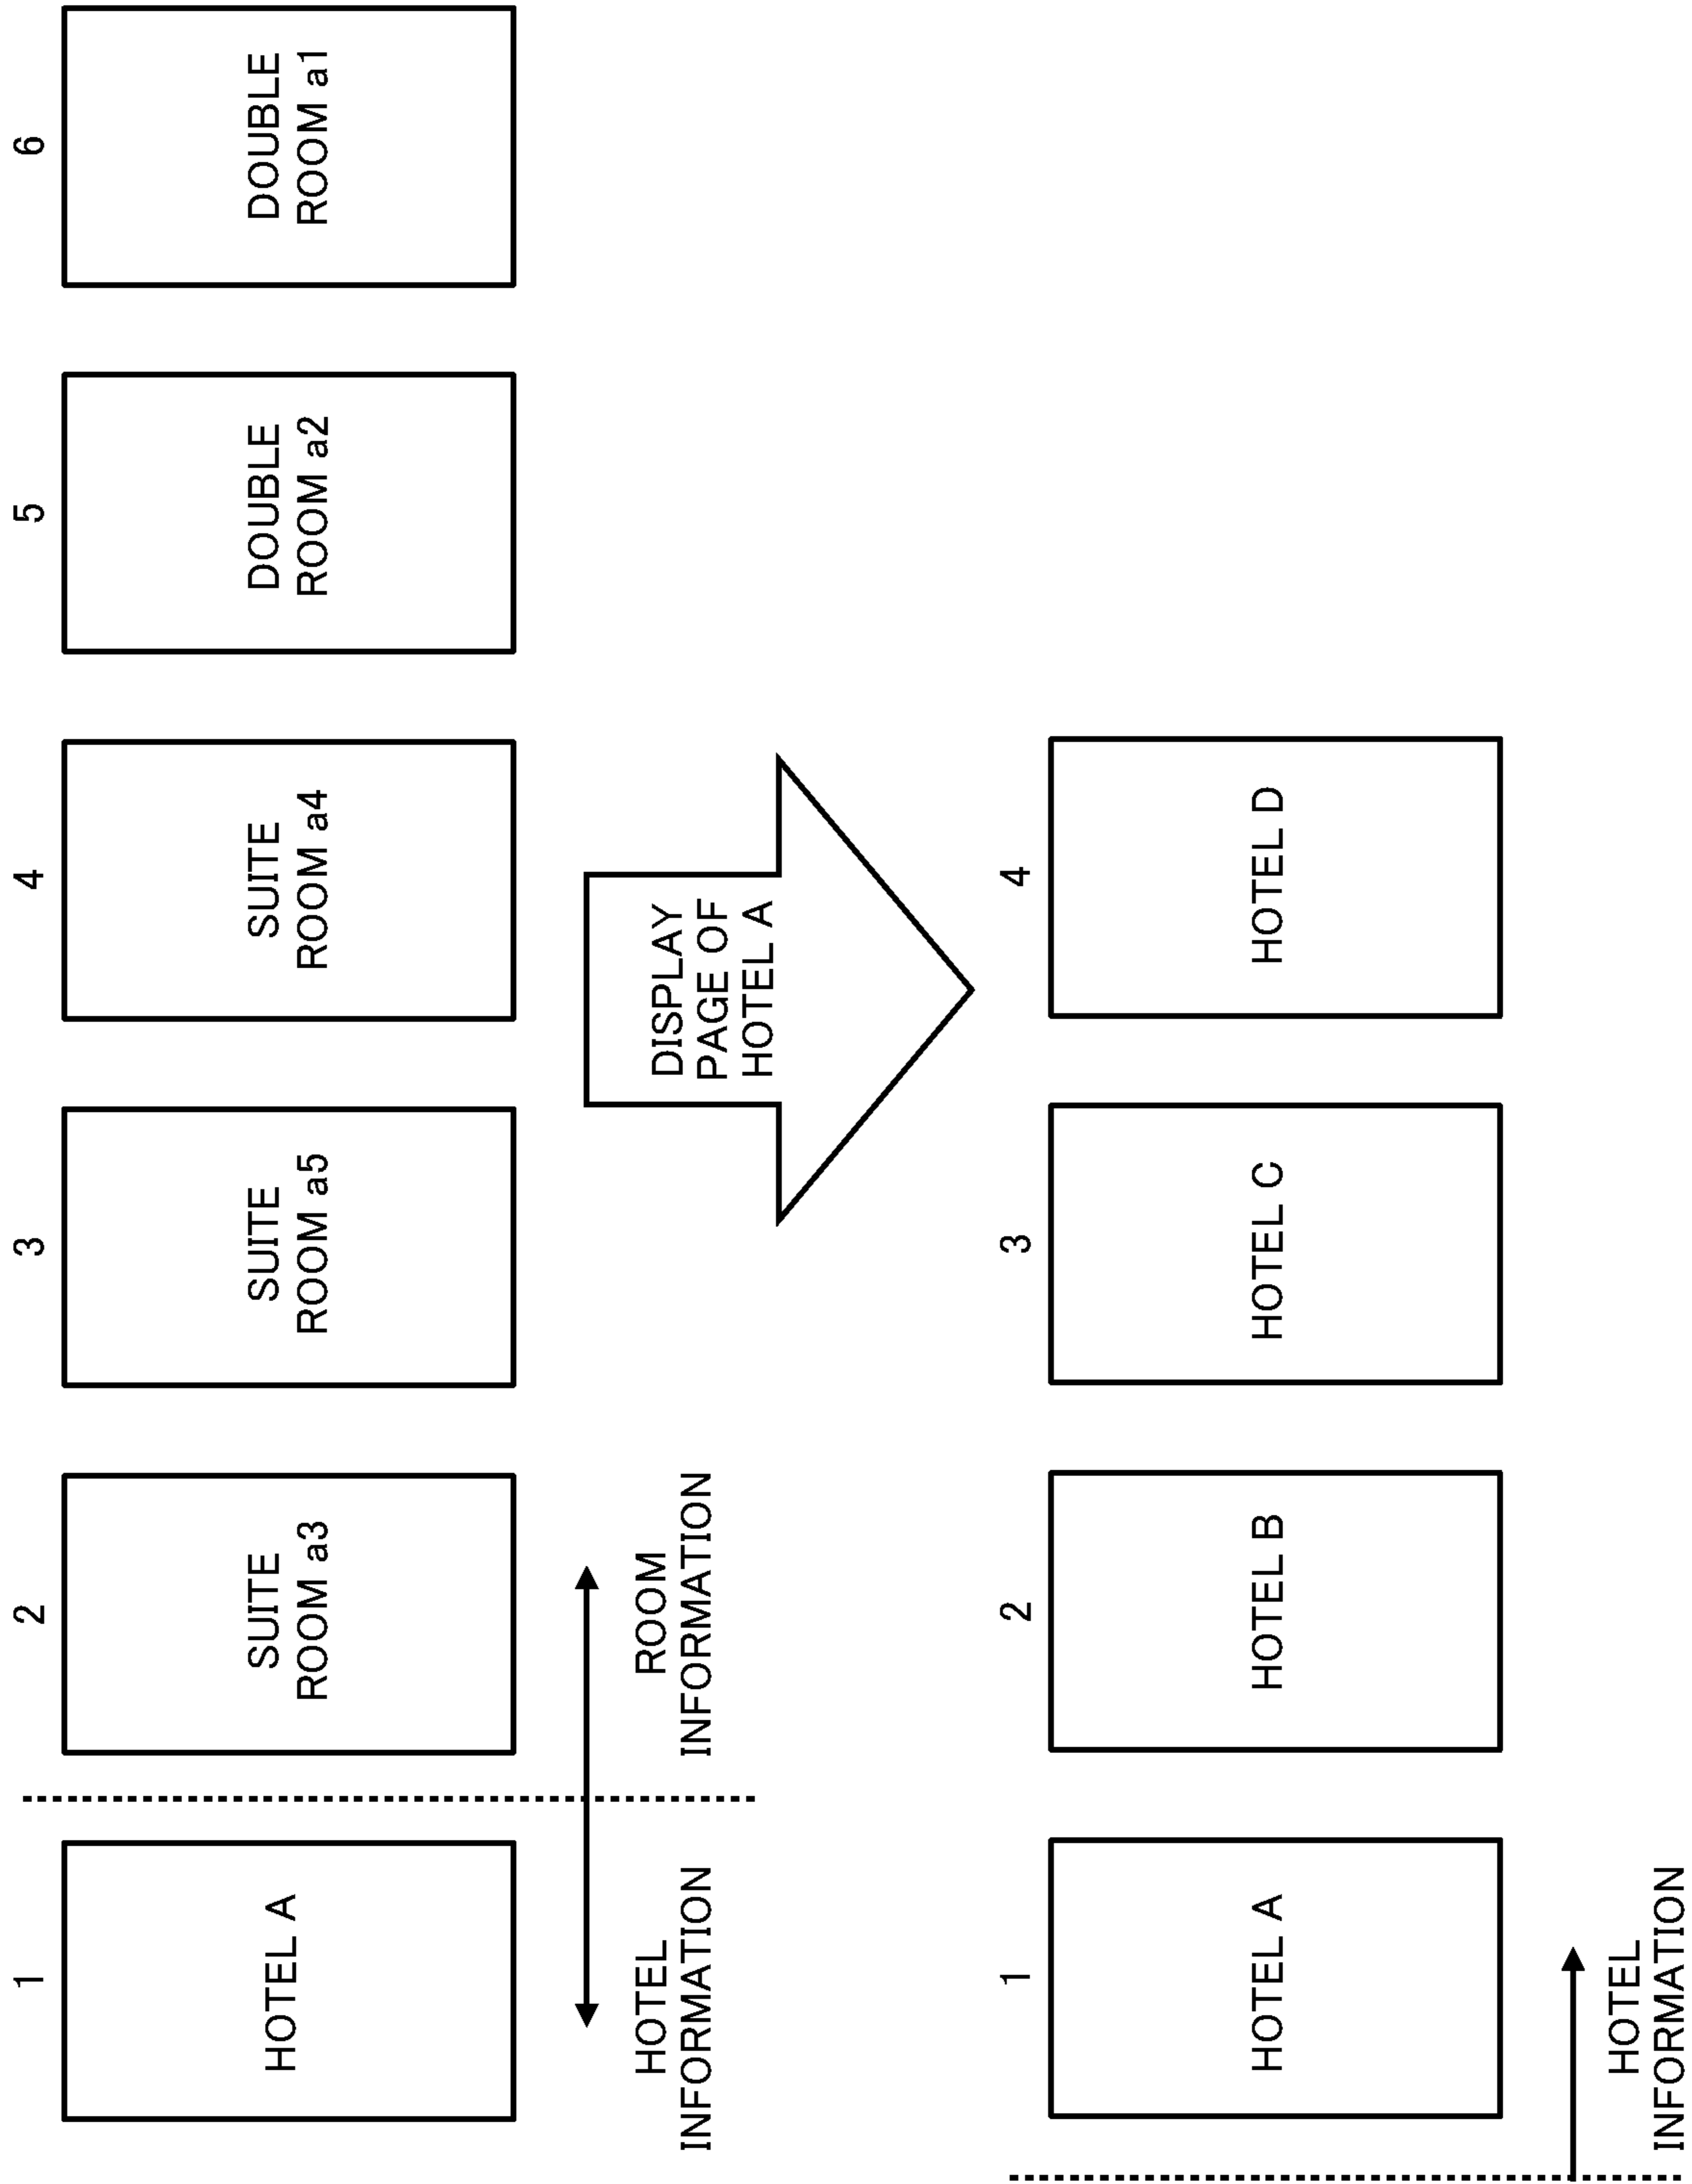 1
2
3
4
5
6
HOTEL A
SUITE
ROOM a3
SUITE
ROOM a5
SUITE
ROOM a4
DOUBLE
ROOM a2
DOUBLE
ROOM a1
HOTEL
INFORMATION
ROOM
INFORMATION
DISPLAY
PAGE OF
HOTEL A
1
2
3
4
HOTEL A
HOTEL B
HOTEL C
HOTEL D
HOTEL
INFORMATION